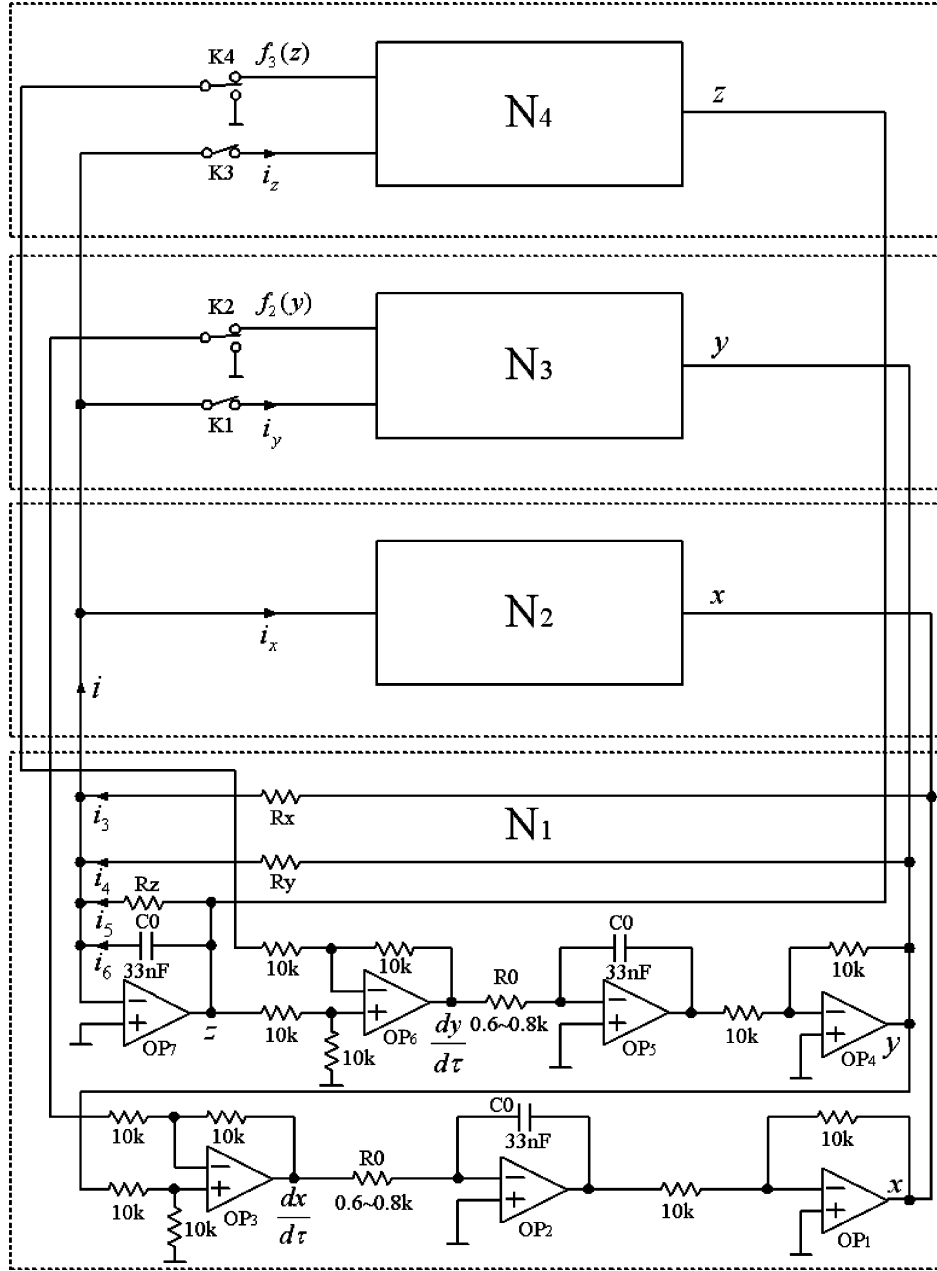 K4
f₃(z)
z
N4
K3
i_z
K2
f₂(y)
y
N3
K1
i_y
x
N2
i_x
i
i₃
Rx
N1
i₄
Ry
Rz
i₅
C0
C0
i₆
33nF
10k
10k
R0
33nF
10k
10k
OP7
z
10k
10k
OP6
dy
dτ
0.6~0.8k
OP5
10k
OP4
y
C0
10k
10k
33nF
10k
R0
10k
10k
OP3
dx
dτ
0.6~0.8k
OP2
10k
OP1
x